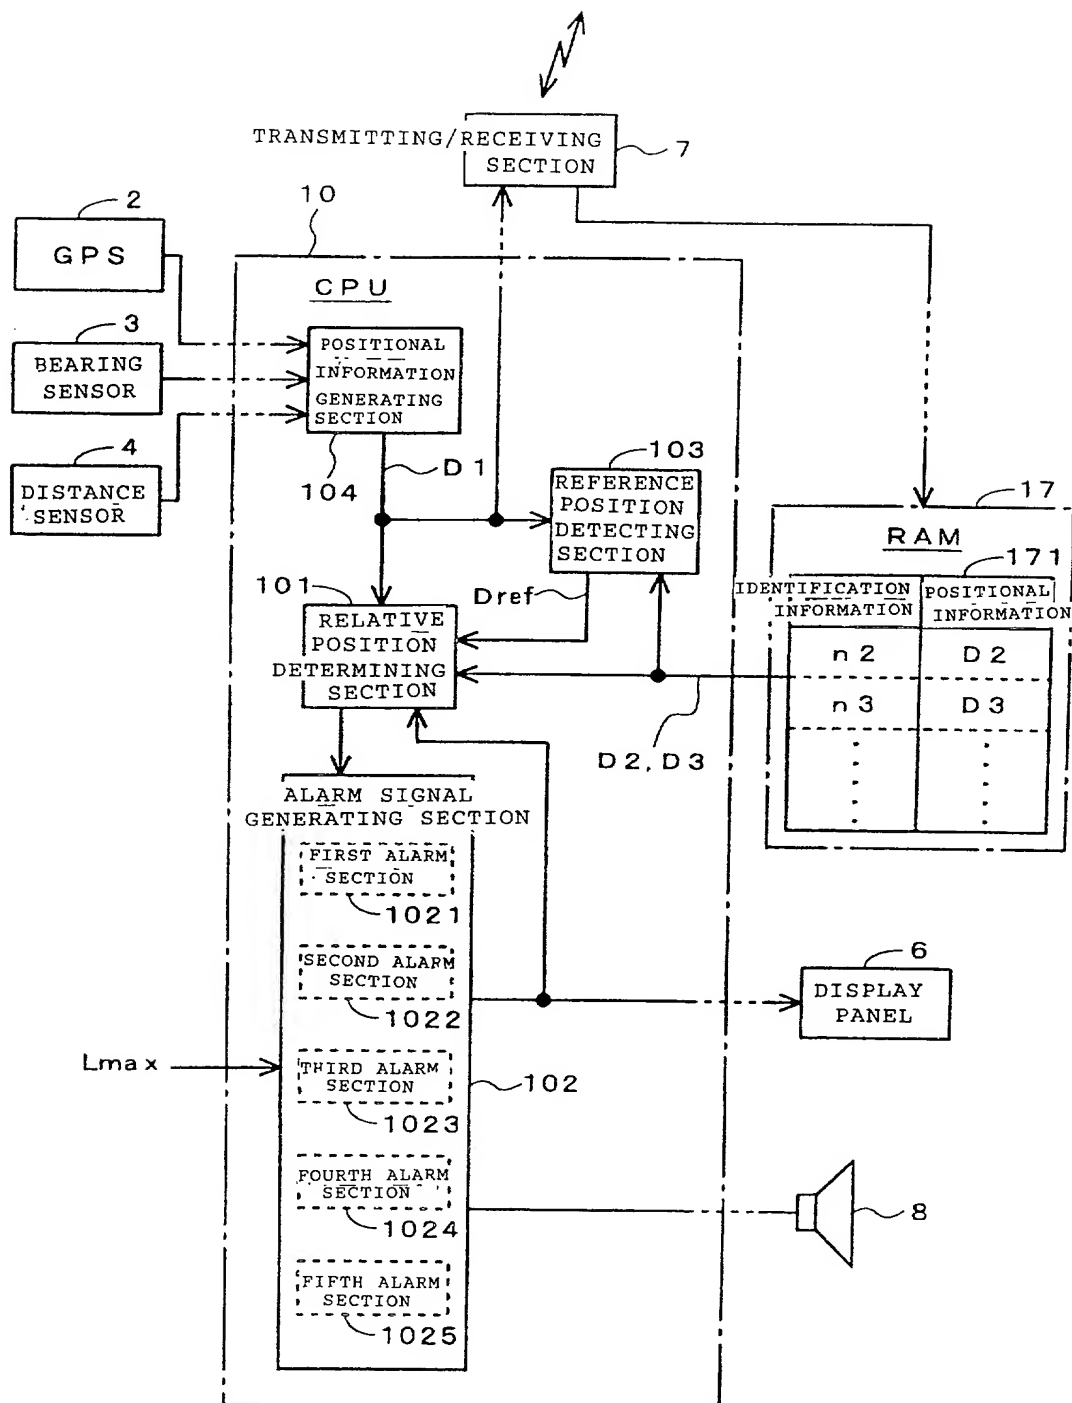 TRANSMITTING/RECEIVING
SECTION
7
10
2
GPS
CPU
3
BEARING
SENSOR
POSITIONAL
INFORMATION
GENERATING
SECTION
104
D1
4
DISTANCE
SENSOR
103
REFERENCE
POSITION
DETECTING
SECTION
17
RAM
171
IDENTIFICATION
INFORMATION
POSITIONAL
INFORMATION
n2
D2
n3
D3
101
Dref
RELATIVE
POSITION
DETERMINING
SECTION
D2, D3
ALARM SIGNAL
GENERATING SECTION
FIRST ALARM
SECTION
1021
SECOND ALARM
SECTION
1022
6
DISPLAY
PANEL
Lmax
THIRD ALARM
SECTION
1023
102
FOURTH ALARM
SECTION
1024
8
FIFTH ALARM
SECTION
1025